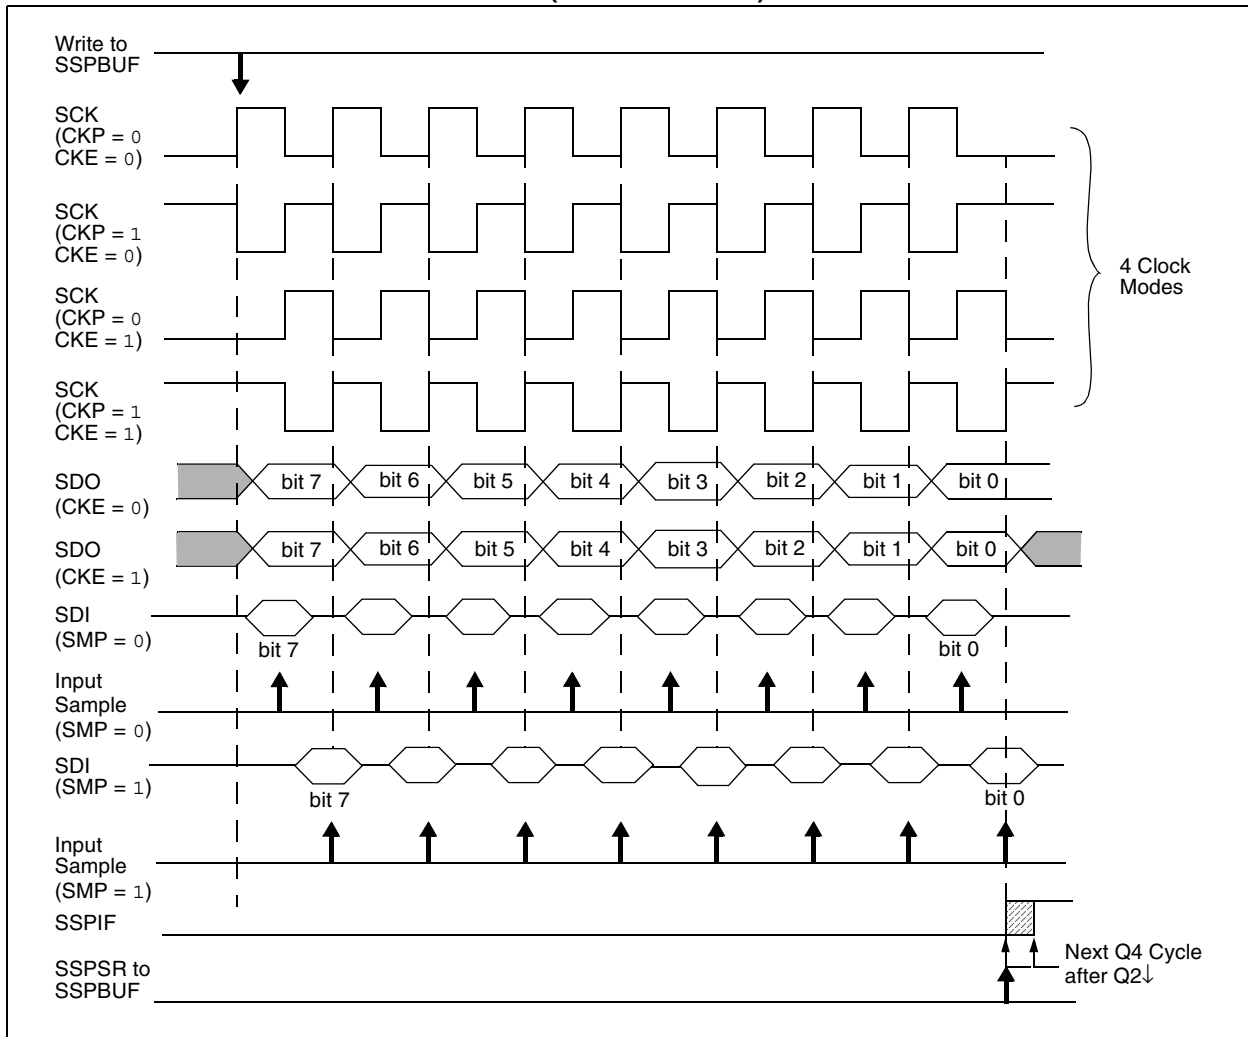 Write to
SSPBUF
SCK
(CKP = 0
CKE = 0)
SCK
(CKP = 1
CKE = 0)
SCK
(CKP = 0
CKE = 1)
SCK
(CKP = 1
CKE = 1)
4 Clock
Modes
SDO
(CKE = 0)
bit 7 bit 6 bit 5 bit 4 bit 3 bit 2 bit 1 bit 0
SDO
(CKE = 1)
bit 7 bit 6 bit 5 bit 4 bit 3 bit 2 bit 1 bit 0
SDI
(SMP = 0)
bit 7 bit 0
Input
Sample
(SMP = 0)
SDI
(SMP = 1)
bit 7 bit 0
Input
Sample
(SMP = 1)
SSPIF
Next Q4 Cycle
after Q2↓
SSPSR to
SSPBUF